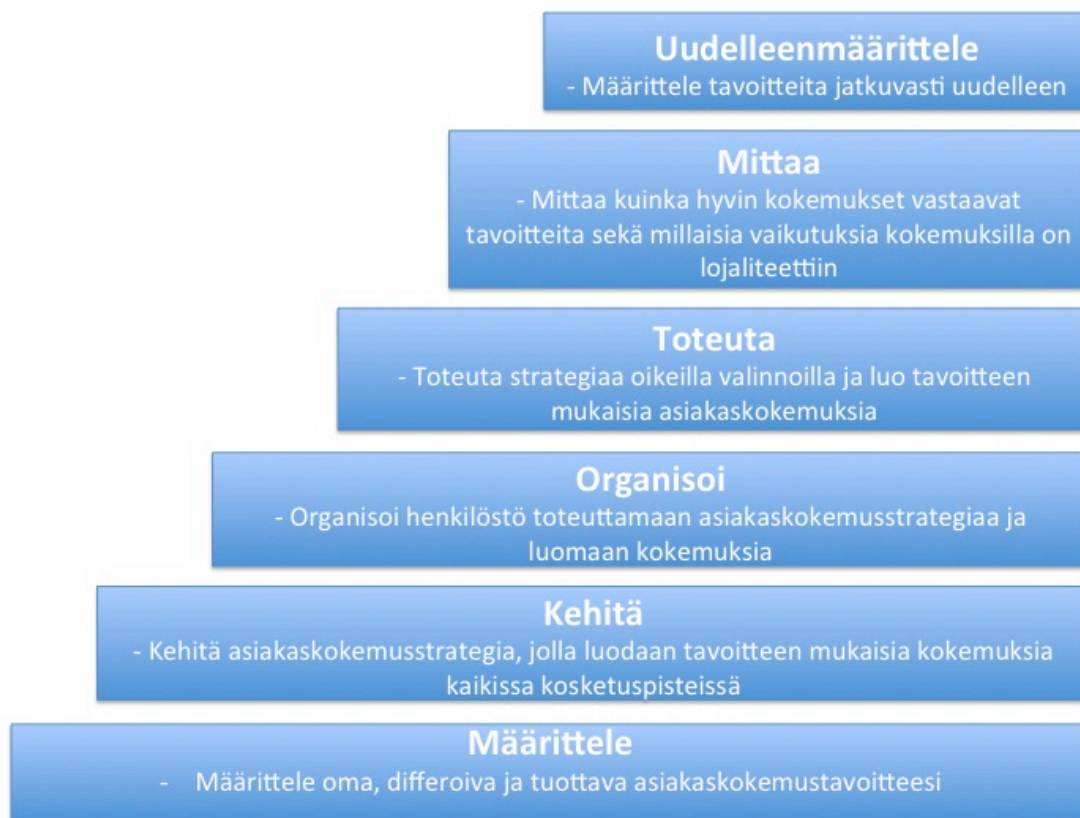 Uudelleenmäärittele
- Määrittele tavoitteita jatkuvasti uudelleen
Mittaa
- Mittaa kuinka hyvin kokemukset vastaavat
tavoitteita sekä millaisia vaikutuksia kokemuksilla on
lojaliteettiin
Toteuta
- Toteuta strategiaa oikeilla valinnoilla ja luo tavoitteen
mukaisia asiakaskokemuksia
Organisoi
- Organisoi henkilöstö toteuttamaan asiakaskokemusstrategiaa ja
luomaan kokemuksia
Kehitä
- Kehitä asiakaskokemusstrategia, jolla luodaan tavoitteen mukaisia kokemuksia
kaikissa kosketuspisteissä
Määrittele
- Määrittele oma, differoiva ja tuottava asiakaskokemustavoitteesi